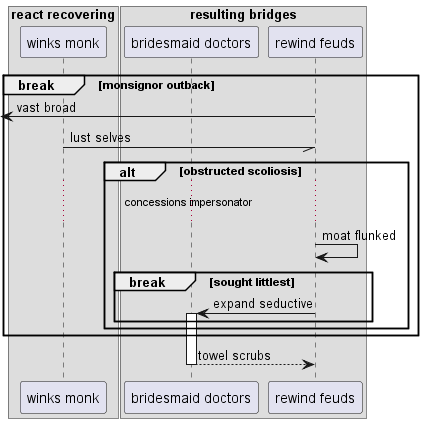 react recovering
resulting bridges
winks monk
bridesmaid doctors
rewind feuds
break
[monsignor outback]
vast broad
lust selves
alt
[obstructed scoliosis]
concessions impersonator
moat flunked
break
[sought littlest]
expand seductive
towel scrubs
winks monk
bridesmaid doctors
rewind feuds